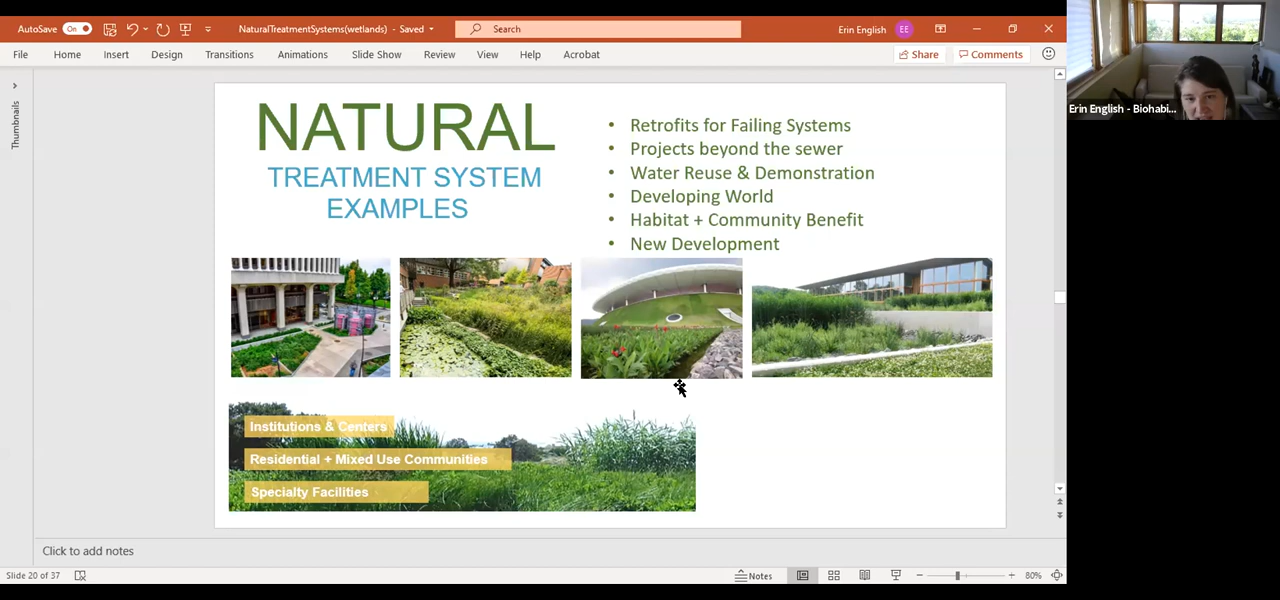 AutoSave
On
NaturalTreatmentSystems(wetlands) - Saved
Search
Erin English
EE
File
Home
Insert
Design
Transitions
Animations
Slide Show
Review
View
Help
Acrobat
Share
Comments
Thumbnails
NATURAL
TREATMENT SYSTEM
EXAMPLES
• Retrofits for Failing Systems
• Projects beyond the sewer
• Water Reuse & Demonstration
• Developing World
• Habitat + Community Benefit
• New Development
Institutions & Centers
Residential + Mixed Use Communities
Specialty Facilities
Click to add notes
Slide 20 of 37
Notes
80%
Erin English - Biohabi...